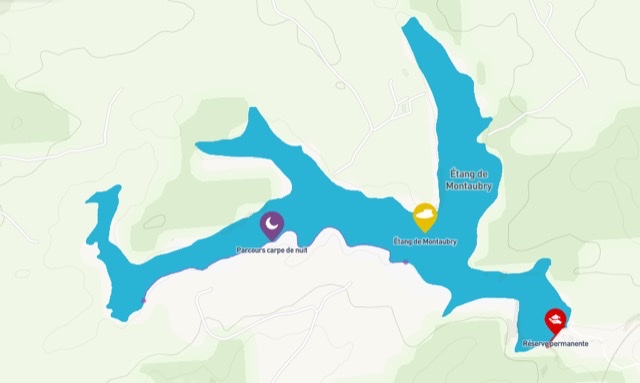 Étang de
Montaubry
Étang de Montaubry
Parcours carpe de nuit
Réserve permanente